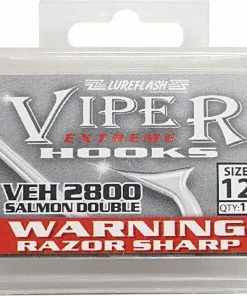 LUREFLASH
VIPER
EXTREME
HOOKS
VEH 2800
SALMON DOUBLE
SIZE
12
QTY:1
WARNING
RAZOR SHARP